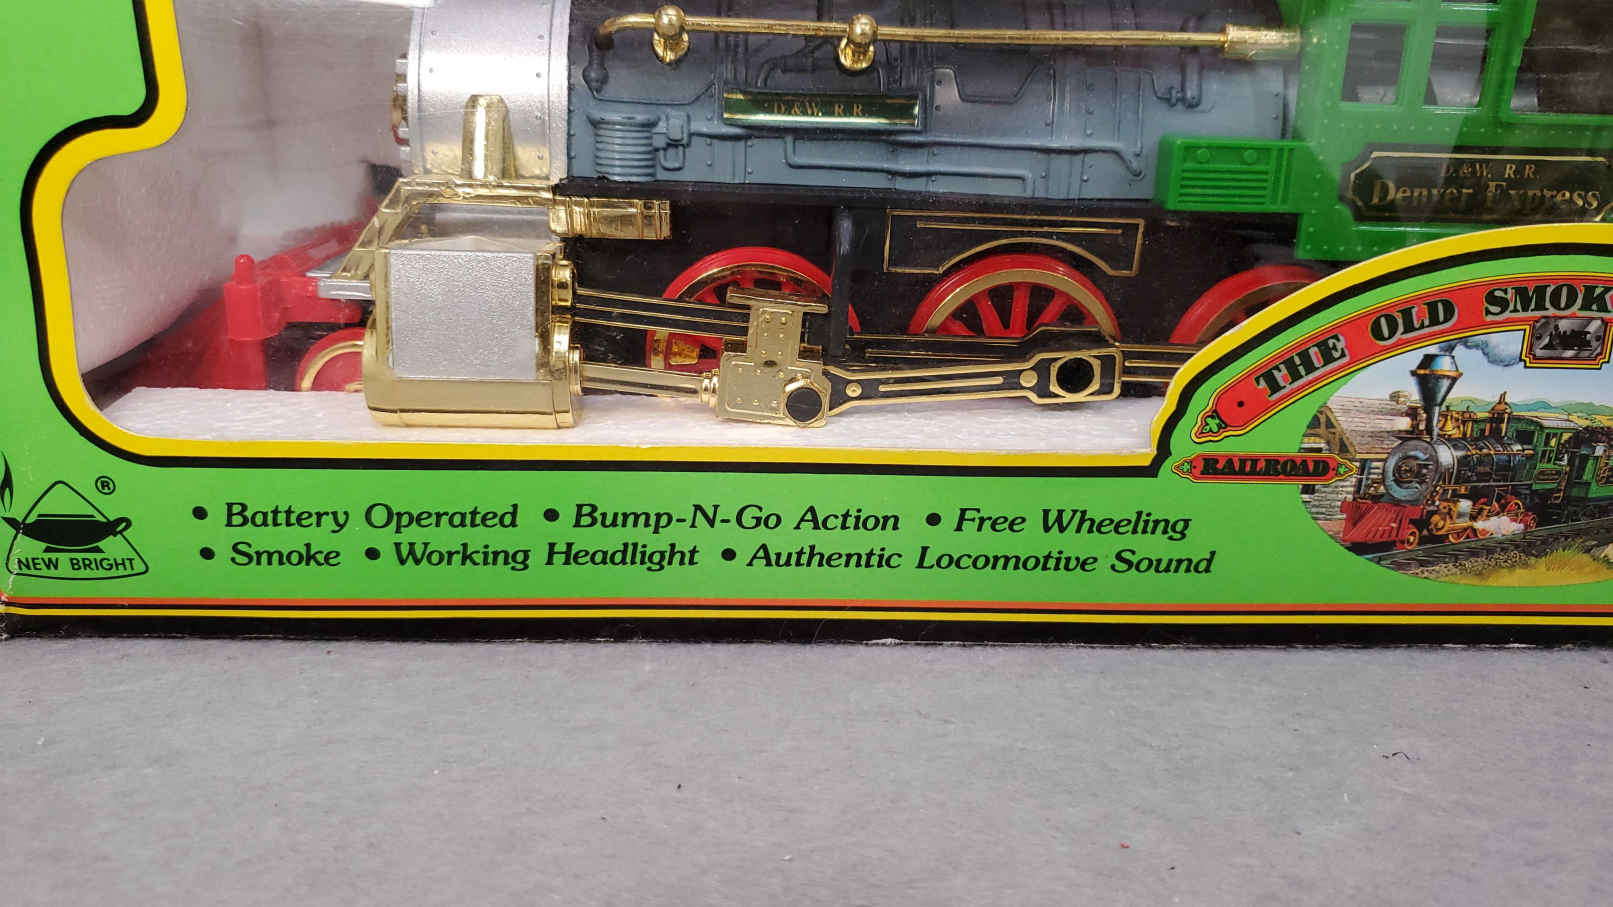 D.&W. R.R.
D.&W. R.R.
Denver Express
THE OLD SMOK
RAILROAD
®
NEW BRIGHT
• Battery Operated • Bump-N-Go Action • Free Wheeling
• Smoke • Working Headlight • Authentic Locomotive Sound